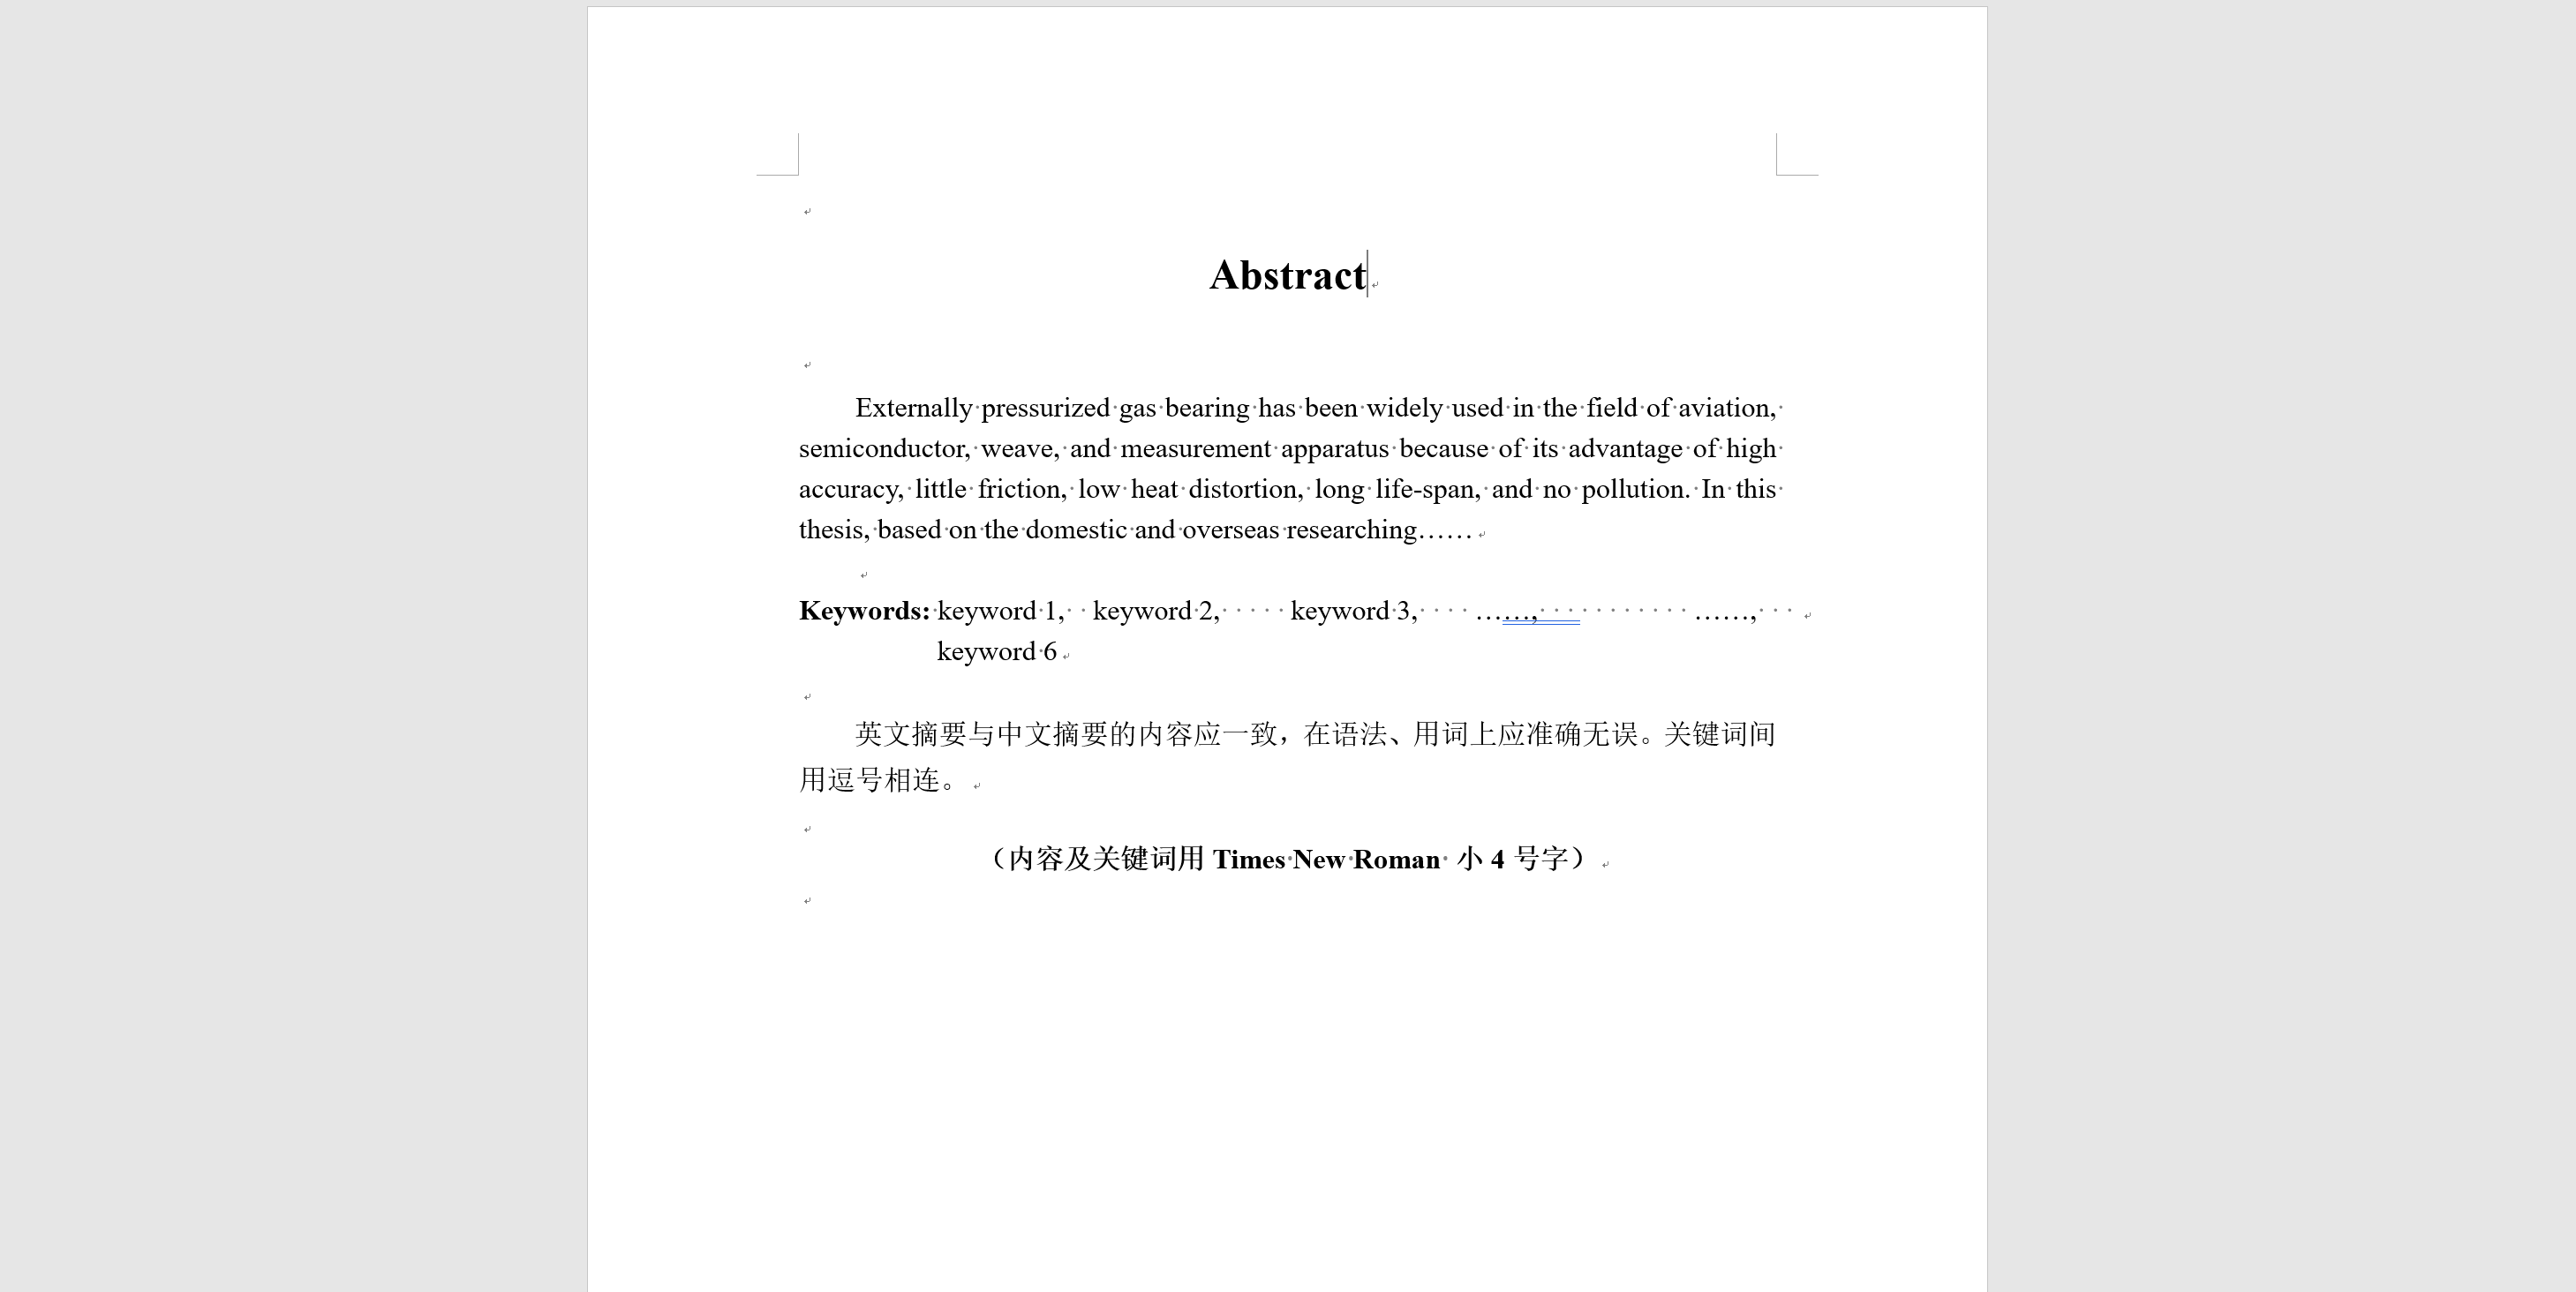 Abstract
Externally pressurized gas bearing has been widely used in the field of aviation,
semiconductor, weave, and measurement apparatus because of its advantage of high
accuracy, little friction, low heat distortion, long life-span, and no pollution. In this
thesis, based on the domestic and overseas researching……
Keywords: keyword 1, keyword 2, keyword 3, ……, ……,
keyword 6
英文摘要与中文摘要的内容应一致，在语法、用词上应准确无误。关键词间
用逗号相连。
（内容及关键词用 Times New Roman 小 4 号字）